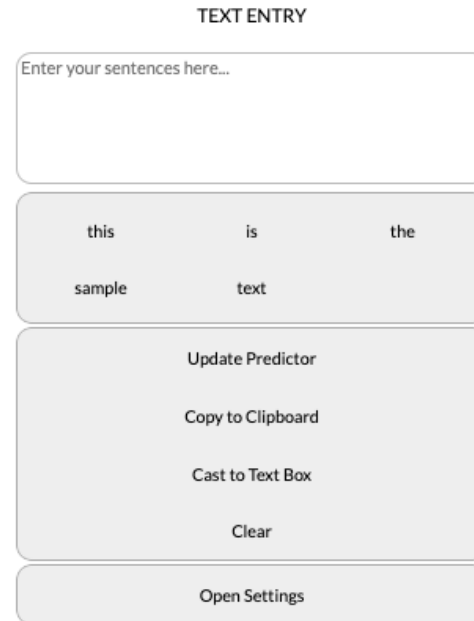 TEXT ENTRY
Enter your sentences here...
this is the
sample text
Update Predictor
Copy to Clipboard
Cast to Text Box
Clear
Open Settings